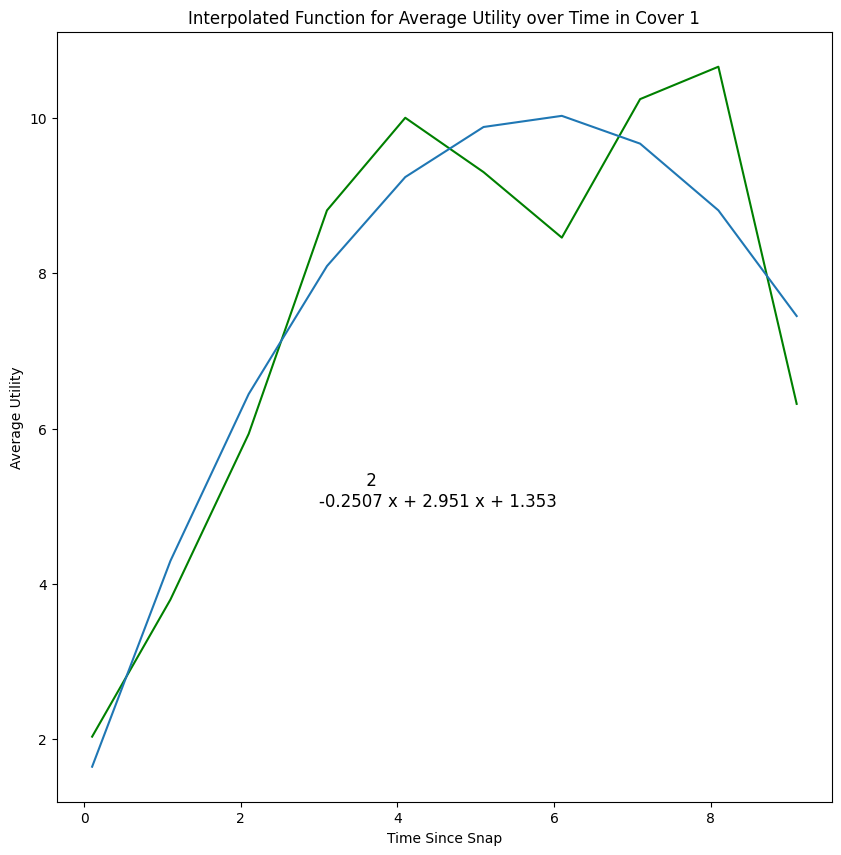 Interpolated Function for Average Utility over Time in Cover 1
10
8
6
4
2
Average Utility
2
-0.2507 x + 2.951 x + 1.353
0 2 4 6 8
Time Since Snap